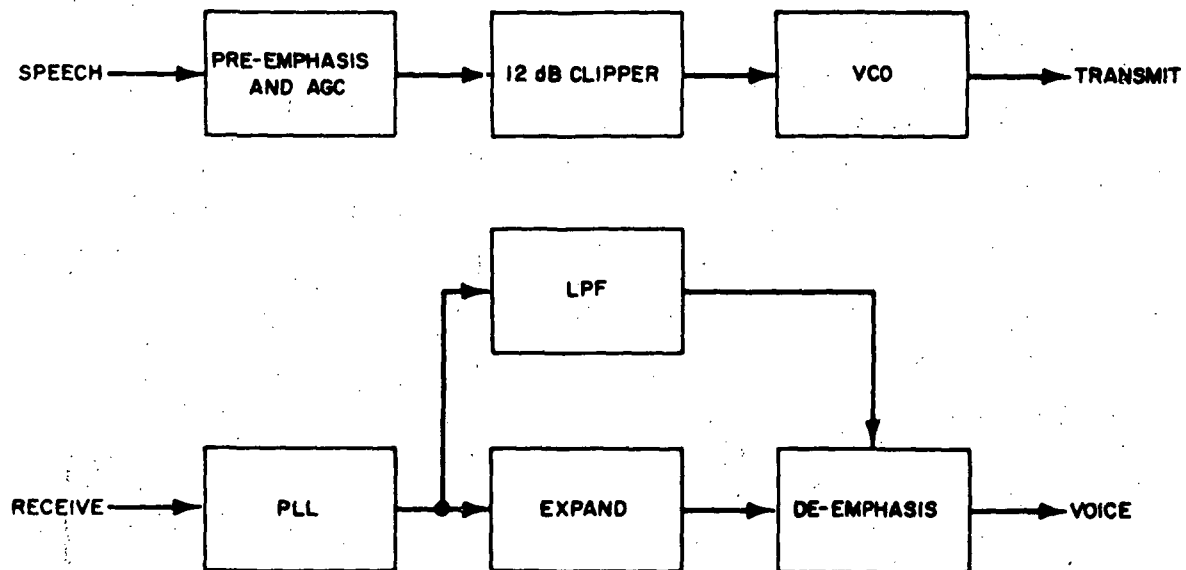 SPEECH
PRE-EMPHASIS
AND AGC
12 dB CLIPPER
VCO
TRANSMIT
LPF
RECEIVE
PLL
EXPAND
DE-EMPHASIS
VOICE